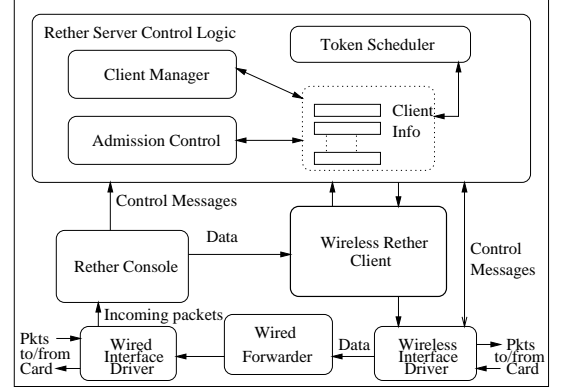 Rether Server Control Logic
Token Scheduler
Client Manager
Client
Info
Admission Control
Control Messages
Data
Wireless Rether
Client
Control
Messages
Rether Console
Incoming packets
Pkts
to/from
Card
Wired
Interface
Driver
Wired
Forwarder
Data
Wireless
Interface
Driver
Pkts
to/from
Card